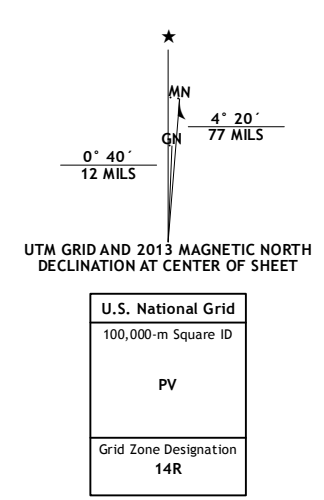 ★
MN
GN
4° 20´
77 MILS
0° 40´
12 MILS
UTM GRID AND 2013 MAGNETIC NORTH
DECLINATION AT CENTER OF SHEET
U.S. National Grid
100,000-m Square ID
PV
Grid Zone Designation
14R